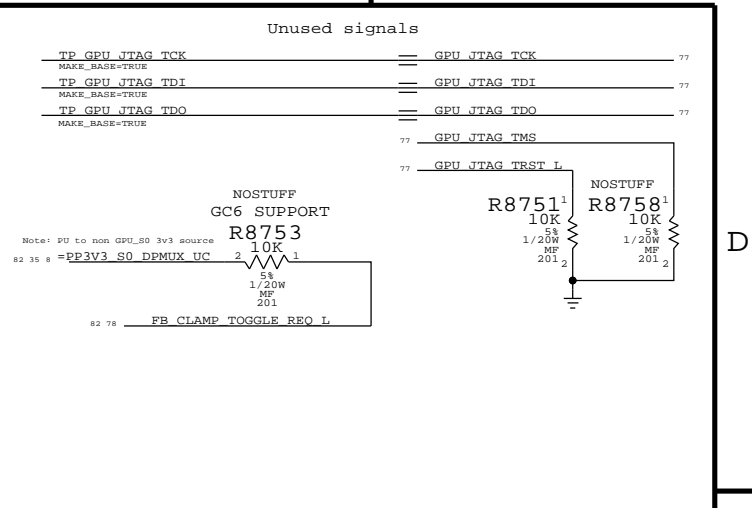 Unused signals
TP_GPU_JTAG_TCK GPU_JTAG_TCK 77
MAKE_BASE=TRUE
TP_GPU_JTAG_TDI GPU_JTAG_TDI 77
MAKE_BASE=TRUE
TP_GPU_JTAG_TDO GPU_JTAG_TDO 77
MAKE_BASE=TRUE
77 GPU_JTAG_TMS
77 GPU_JTAG_TRST_L
NOSTUFF
GC6 SUPPORT
R8753
10K
Note: PU to non GPU_S0 3v3 source
82 35 8 =PP3V3_S0_DPMUX_UC 2 1
5%
1/20W
MF
201
82 78 FB_CLAMP_TOGGLE_REQ_L
R8751 1
10K
5%
1/20W
MF
201 2
NOSTUFF
R8758 1
10K
5%
1/20W
MF
201 2
D